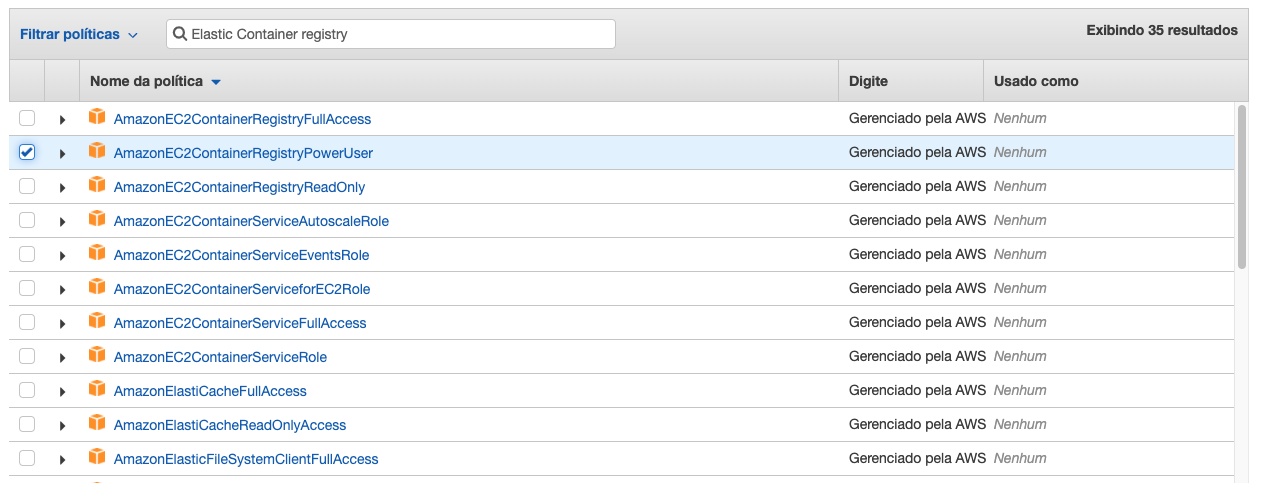 Filtrar políticas Elastic Container registry Exibindo 35 resultados
Nome da política Digite Usado como
AmazonEC2ContainerRegistryFullAccess Gerenciado pela AWS Nenhum
AmazonEC2ContainerRegistryPowerUser Gerenciado pela AWS Nenhum
AmazonEC2ContainerRegistryReadOnly Gerenciado pela AWS Nenhum
AmazonEC2ContainerServiceAutoscaleRole Gerenciado pela AWS Nenhum
AmazonEC2ContainerServiceEventsRole Gerenciado pela AWS Nenhum
AmazonEC2ContainerServiceforEC2Role Gerenciado pela AWS Nenhum
AmazonEC2ContainerServiceFullAccess Gerenciado pela AWS Nenhum
AmazonEC2ContainerServiceRole Gerenciado pela AWS Nenhum
AmazonElastiCacheFullAccess Gerenciado pela AWS Nenhum
AmazonElastiCacheReadOnlyAccess Gerenciado pela AWS Nenhum
AmazonElasticFileSystemClientFullAccess Gerenciado pela AWS Nenhum